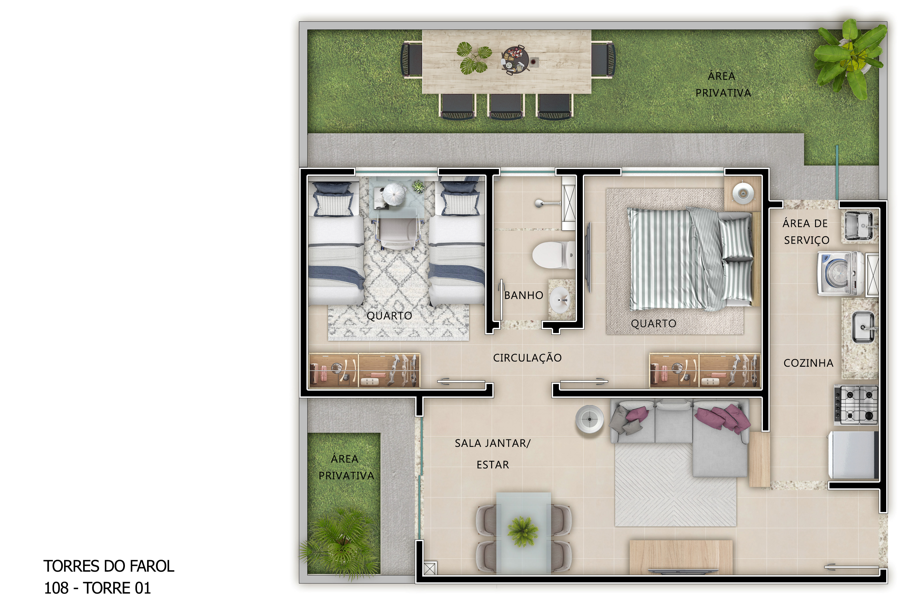 ÁREA
PRIVATIVA
ÁREA DE
SERVIÇO
BANHO
QUARTO
QUARTO
CIRCULAÇÃO
COZINHA
SALA JANTAR/
ESTAR
ÁREA
PRIVATIVA
TORRES DO FAROL
108 - TORRE 01